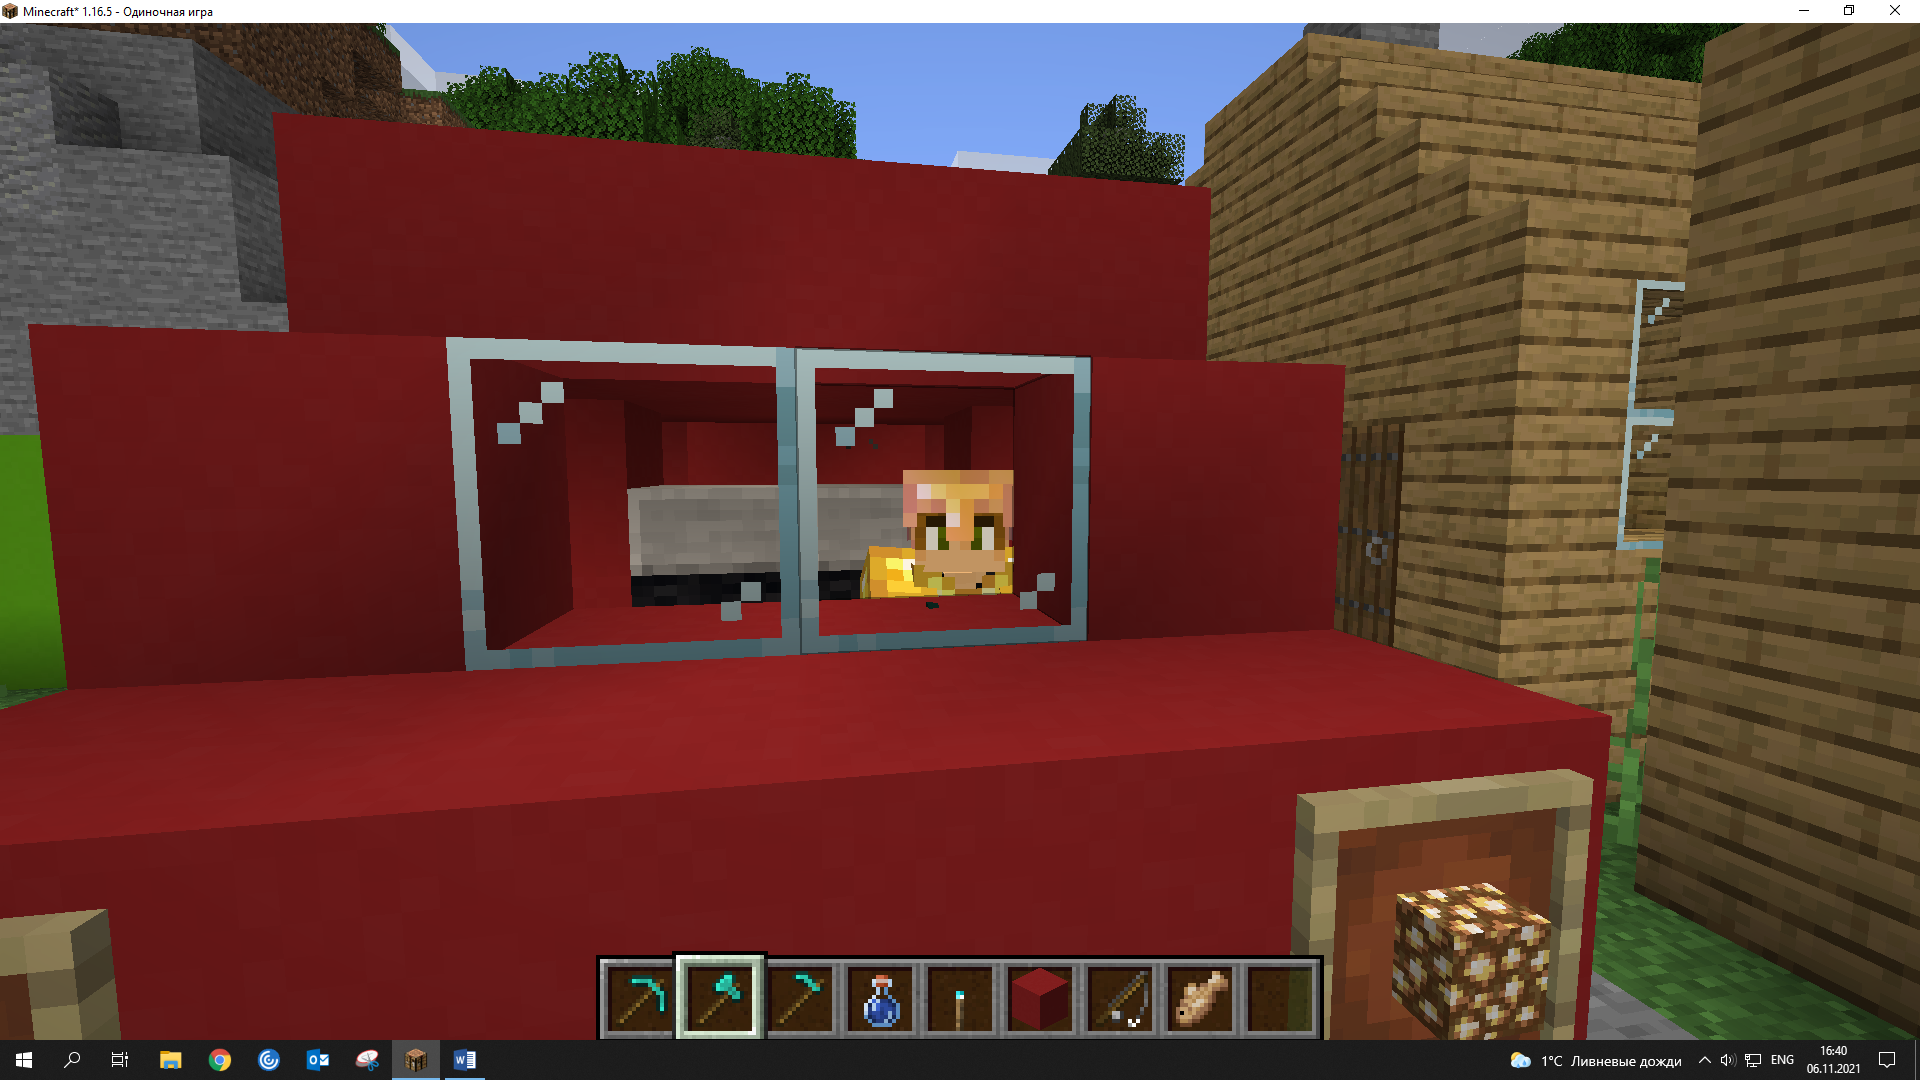 Minecraft* 1.16.5 - Одиночная игра
1°C Ливневые дожди
ENG
16:40
06.11.2021